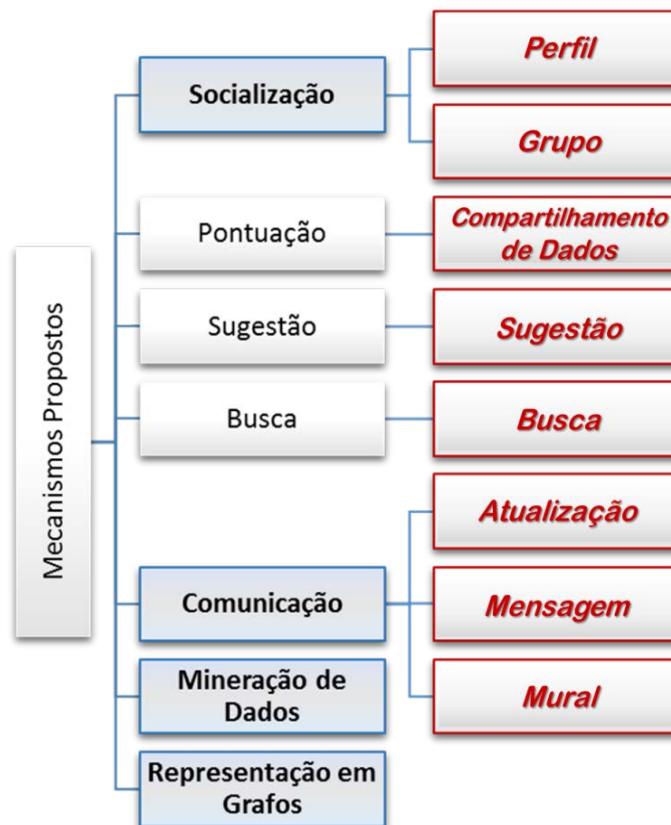 Mecanismos Propostos
Socialização
Perfil
Grupo
Pontuação
Compartilhamento
de Dados
Sugestão
Sugestão
Busca
Busca
Comunicação
Atualização
Mensagem
Mural
Mineração de
Dados
Representação em
Grafos